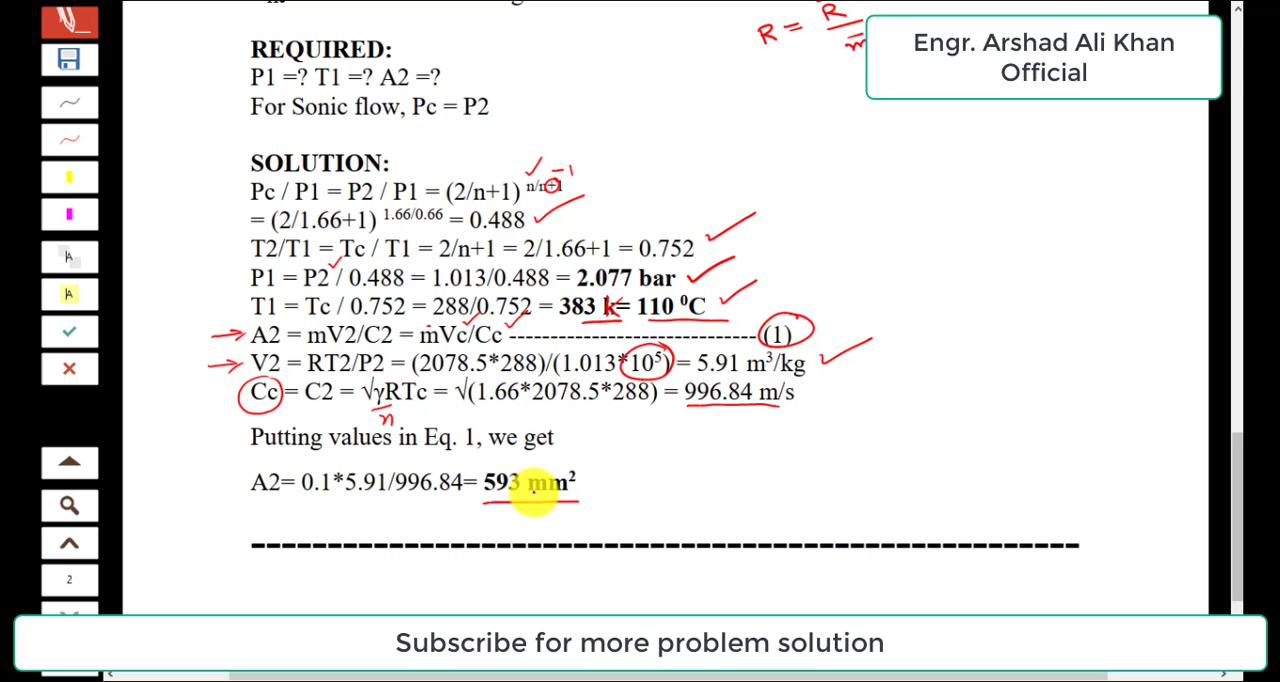 R = R / m
Engr. Arshad Ali Khan
Official
REQUIRED:
P1 =? T1 =? A2 =?
For Sonic flow, Pc = P2
SOLUTION:
-1
Pc / P1 = P2 / P1 = (2/n+1) n/n+1
= (2/1.66+1) 1.66/0.66 = 0.488
T2/T1 = Tc / T1 = 2/n+1 = 2/1.66+1 = 0.752
P1 = P2 / 0.488 = 1.013/0.488 = 2.077 bar
T1 = Tc / 0.752 = 288/0.752 = 383 k= 110 ⁰C
A2 = mV2/C2 = ṁVc/Cc ------------------------------ (1)
V2 = RT2/P2 = (2078.5*288)/(1.013*10⁵) = 5.91 m³/kg
Cc = C2 = √γRTc = √(1.66*2078.5*288) = 996.84 m/s
n
Putting values in Eq. 1, we get
A2= 0.1*5.91/996.84= 593 mm²
2
Subscribe for more problem solution